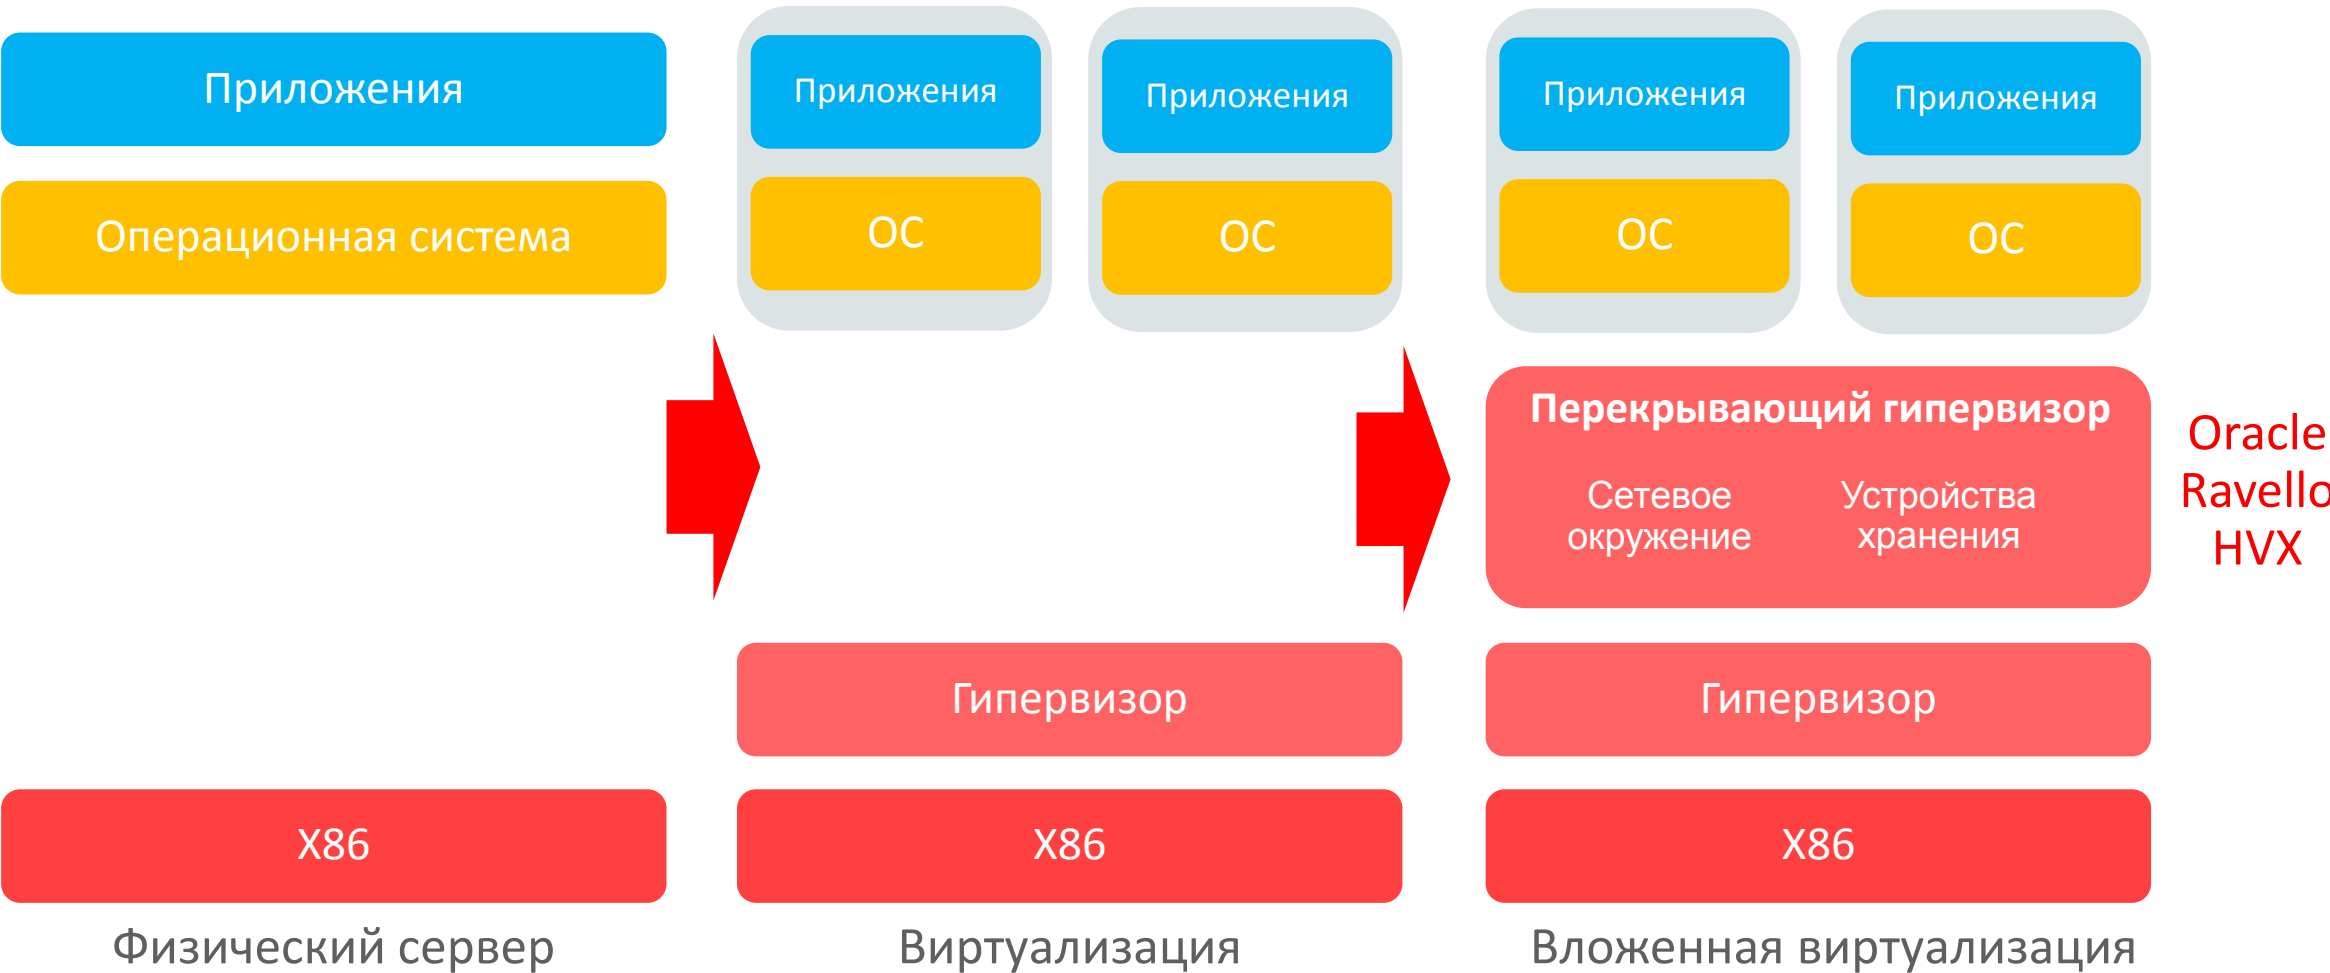 Приложения
Операционная система
X86
Физический сервер
Приложения
ОС
Приложения
ОС
Гипервизор
X86
Виртуализация
Приложения
ОС
Приложения
ОС
Перекрывающий гипервизор
Сетевое
окружение
Устройства
хранения
Гипервизор
X86
Вложенная виртуализация
Oracle
Ravello
HVX